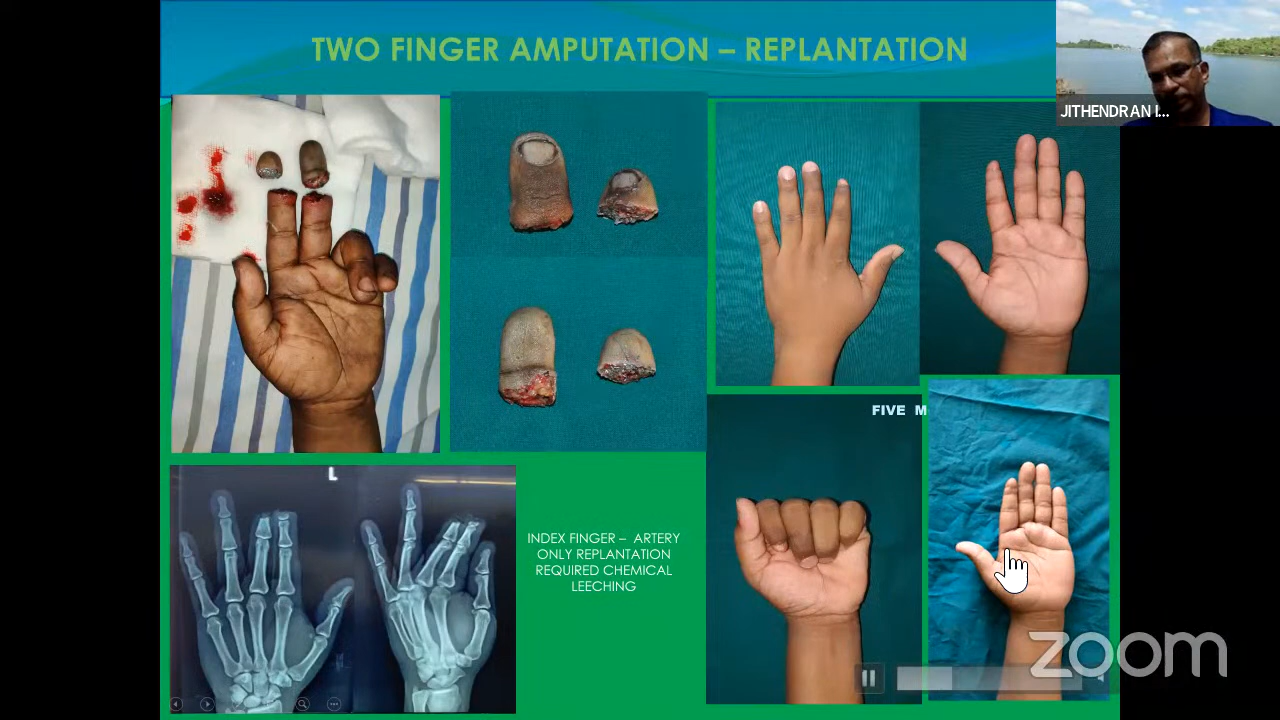 TWO FINGER AMPUTATION – REPLANTATION
JITHENDRAN I...
L
FIVE M
INDEX FINGER – ARTERY
ONLY REPLANTATION
REQUIRED CHEMICAL
LEECHING
zoom